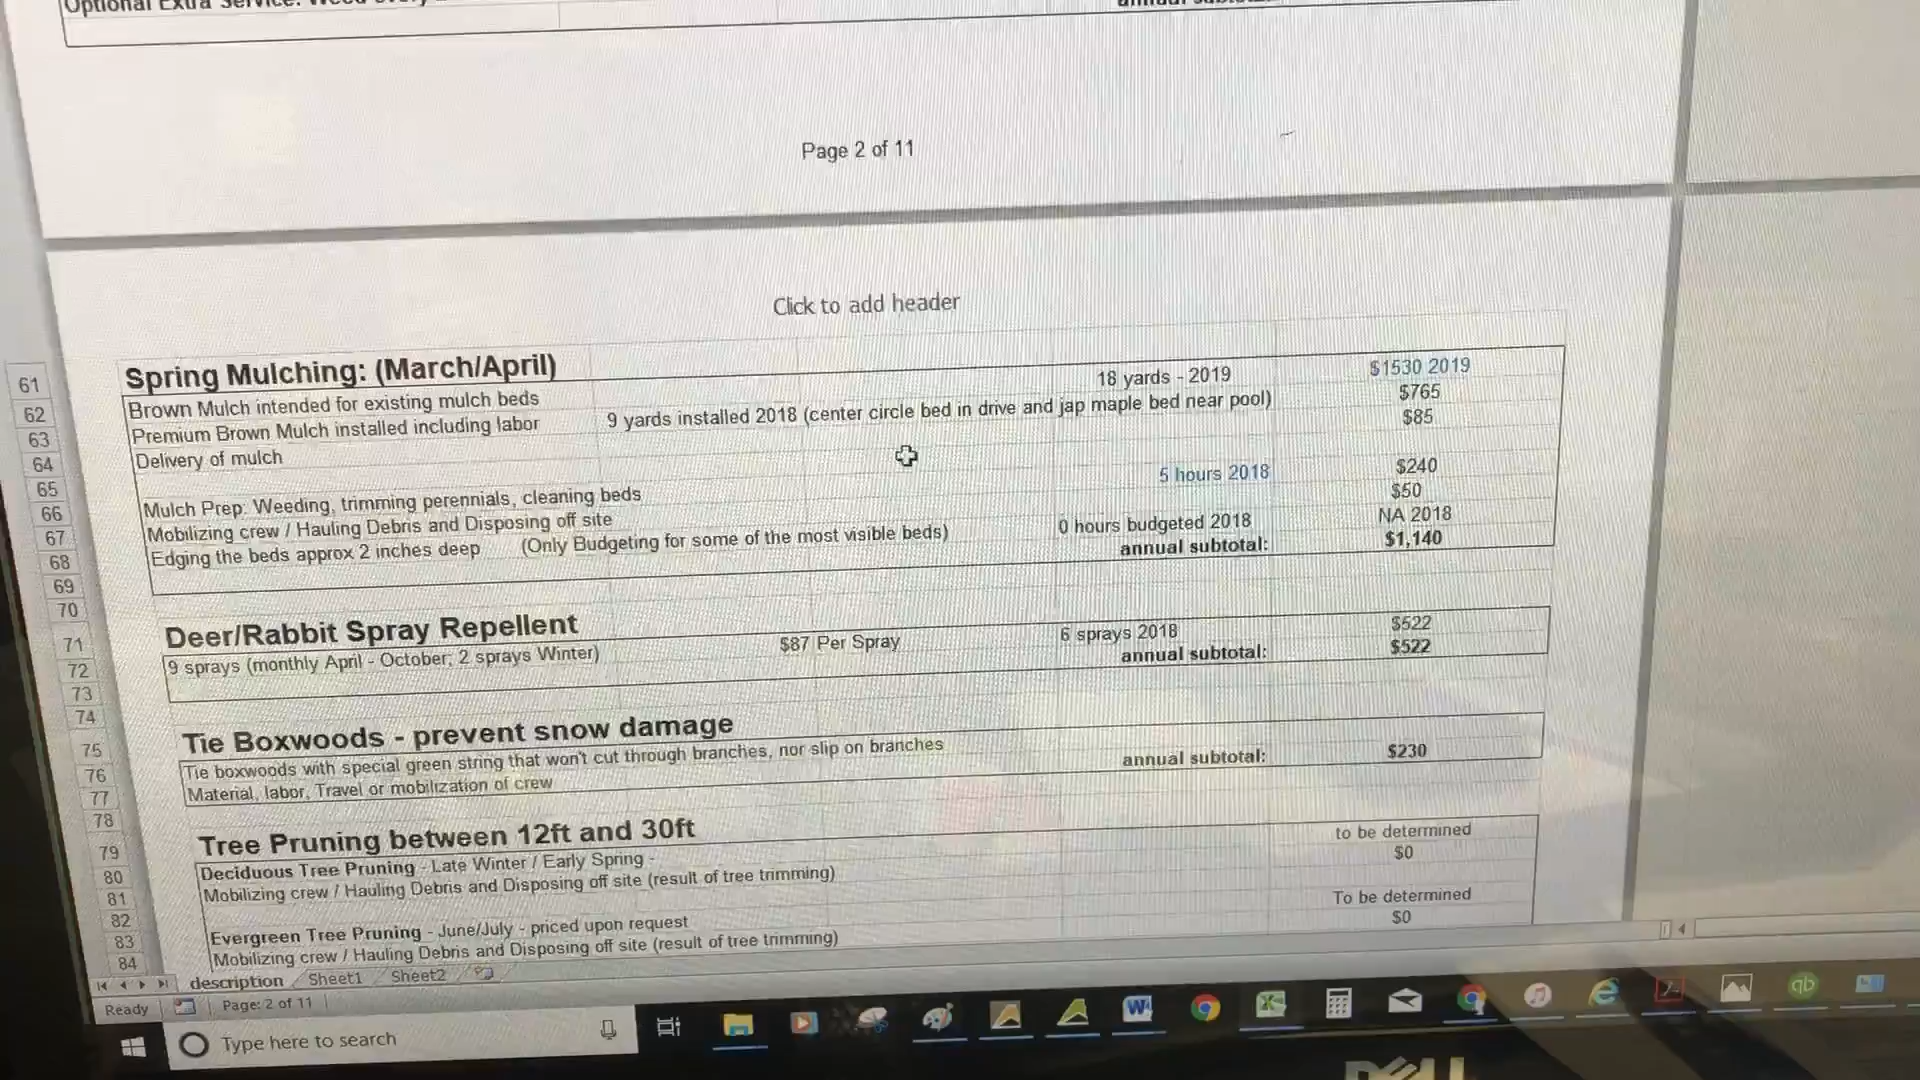 Optional Extra Service:
Page 2 of 11
Click to add header
61 Spring Mulching: (March/April)
62 Brown Mulch intended for existing mulch beds 18 yards - 2019 $1530 2019
63 Premium Brown Mulch installed including labor 9 yards installed 2018 (center circle bed in drive and jap maple bed near pool) $765
64 Delivery of mulch $85
65
66 Mulch Prep: Weeding, trimming perennials, cleaning beds 5 hours 2018 $240
67 Mobilizing crew / Hauling Debris and Disposing off site $50
68 Edging the beds approx 2 inches deep (Only Budgeting for some of the most visible beds) 0 hours budgeted 2018 NA 2018
69 annual subtotal: $1,140
70
71 Deer/Rabbit Spray Repellent
72 9 sprays (monthly April - October, 2 sprays Winter) $87 Per Spray 6 sprays 2018 $522
73 annual subtotal: $522
74
75 Tie Boxwoods - prevent snow damage
76 Tie boxwoods with special green string that won't cut through branches, nor slip on branches
77 Material, labor, Travel or mobilization of crew annual subtotal: $230
78
79 Tree Pruning between 12ft and 30ft
80 Deciduous Tree Pruning - Late Winter / Early Spring - to be determined
81 Mobilizing crew / Hauling Debris and Disposing off site (result of tree trimming) $0
82
83 Evergreen Tree Pruning - June/July - priced upon request To be determined
84 Mobilizing crew / Hauling Debris and Disposing off site (result of tree trimming) $0
description Sheet1 Sheet2
Ready Page: 2 of 11
Type here to search
W qb
DELL